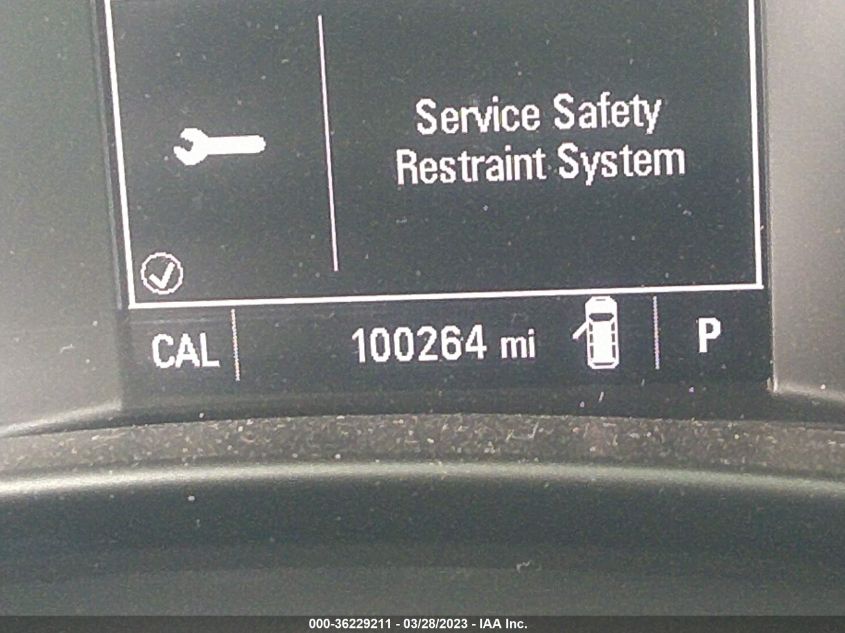 Service Safety
Restraint System
CAL
100264 mi
P
000-36229211 - 03/28/2023 - IAA Inc.